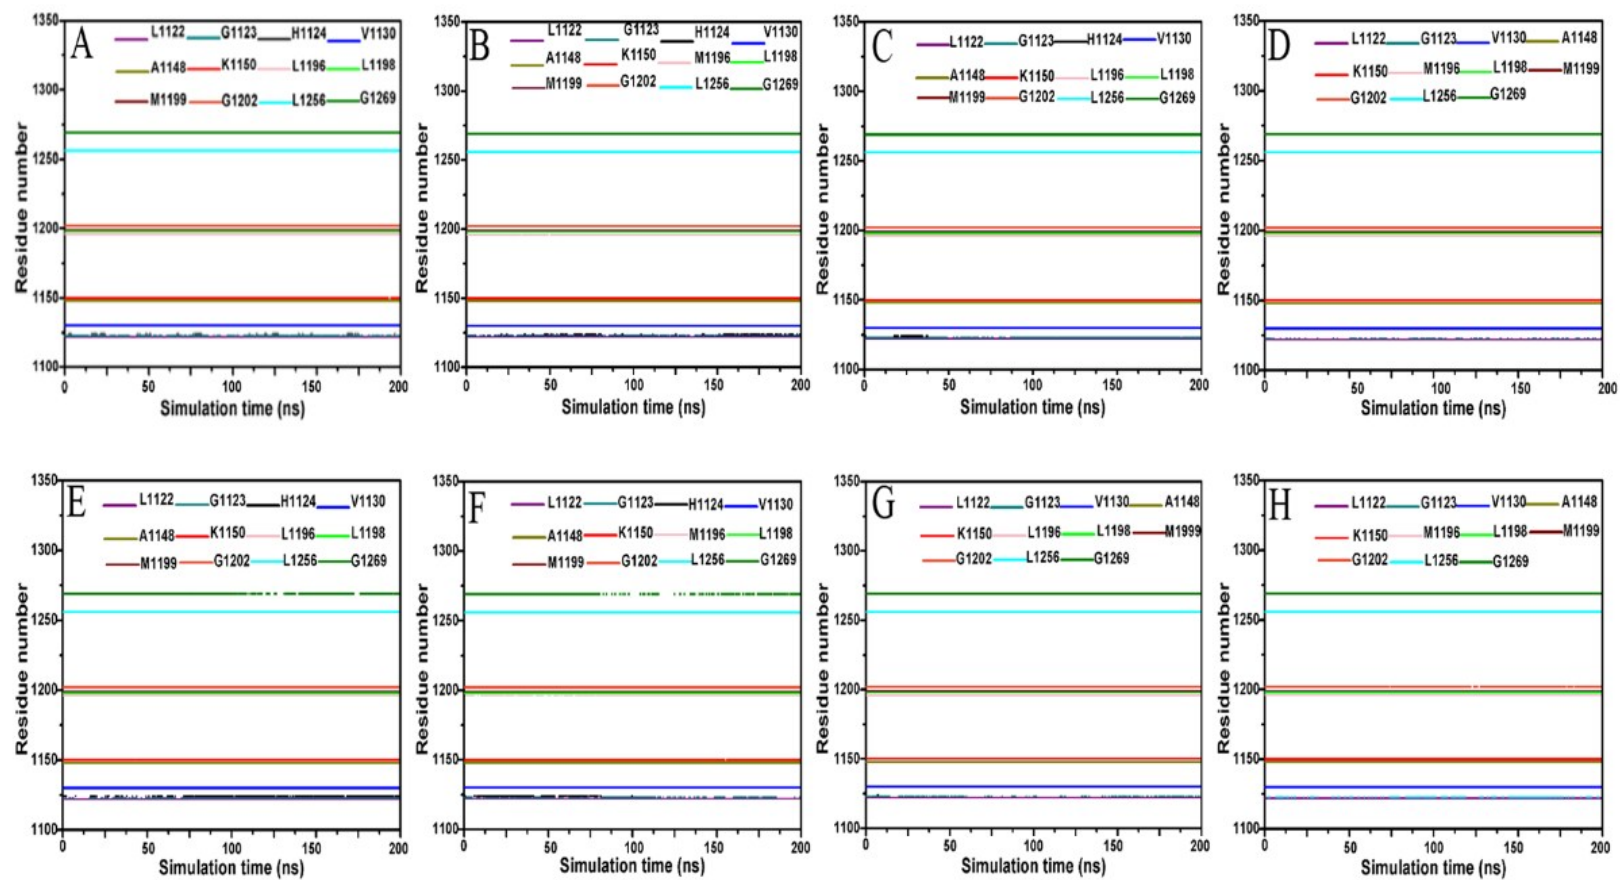 A L1122 G1123 H1124 V1130
A1148 K1150 L1196 L1198
M1199 G1202 L1256 G1269
1350
1300
1250
1200
1150
1100
Residue number
0 50 100 150 200
Simulation time (ns)
B L1122 G1123 H1124 V1130
A1148 K1150 M1196 L1198
M1199 G1202 L1256 G1269
1350
1300
1250
1200
1150
1100
Residue number
0 50 100 150 200
Simulation time (ns)
C L1122 G1123 H1124 V1130
A1148 K1150 L1196 L1198
M1199 G1202 L1256 G1269
1350
1300
1250
1200
1150
1100
Residue number
0 50 100 150 200
Simulation time (ns)
D L1122 G1123 V1130 A1148
K1150 M1196 L1198 M1199
G1202 L1256 G1269
1350
1300
1250
1200
1150
1100
Residue number
0 50 100 150 200
Simulation time (ns)
E L1122 G1123 H1124 V1130
A1148 K1150 L1196 L1198
M1199 G1202 L1256 G1269
1350
1300
1250
1200
1150
1100
Residue number
0 50 100 150 200
Simulation time (ns)
F L1122 G1123 H1124 V1130
A1148 K1150 M1196 L1198
M1199 G1202 L1256 G1269
1350
1300
1250
1200
1150
1100
Residue number
0 50 100 150 200
Simulation time (ns)
G L1122 G1123 V1130 A1148
K1150 L1196 L1198 M1999
G1202 L1256 G1269
1350
1300
1250
1200
1150
1100
Residue number
0 50 100 150 200
Simulation time (ns)
H L1122 G1123 V1130 A1148
K1150 M1196 L1198 M1199
G1202 L1256 G1269
1350
1300
1250
1200
1150
1100
Residue number
0 50 100 150 200
Simulation time (ns)